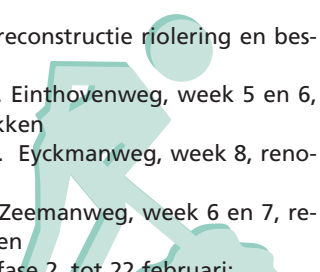 reconstructie riolering en bes-
. Einthovenweg, week 5 en 6,
kken
. Eyckmanweg, week 8, reno-
Zeemanweg, week 6 en 7, re-
en
fase 2, tot 22 februari;